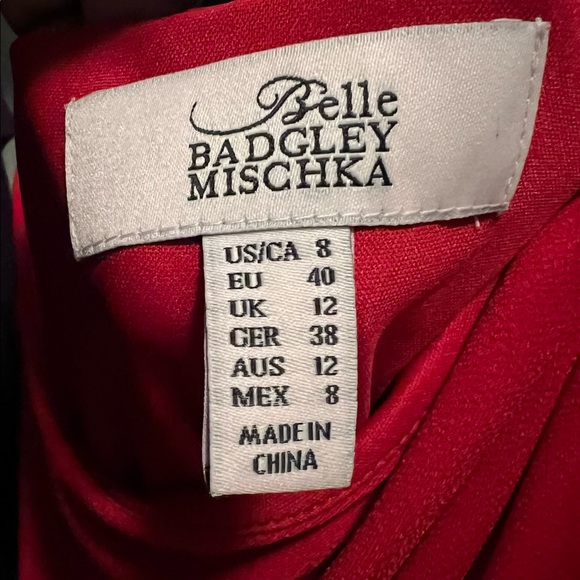 Belle
BADGLEY
MISCHKA
US/CA 8
EU 40
UK 12
GER 38
AUS 12
MEX 8
MADE IN
CHINA